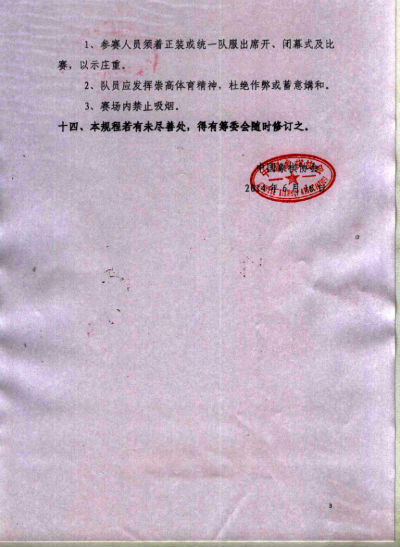 1、参赛人员须着正装或统一队服出席开、闭幕式及比
赛，以示庄重。
2、队员应发挥崇高体育精神，杜绝作弊或蓄意媾和。
3、赛场内禁止吸烟。
十四、本规程若有未尽善处，得有筹委会随时修订之。
中国象棋协会
2014年6月 日
3